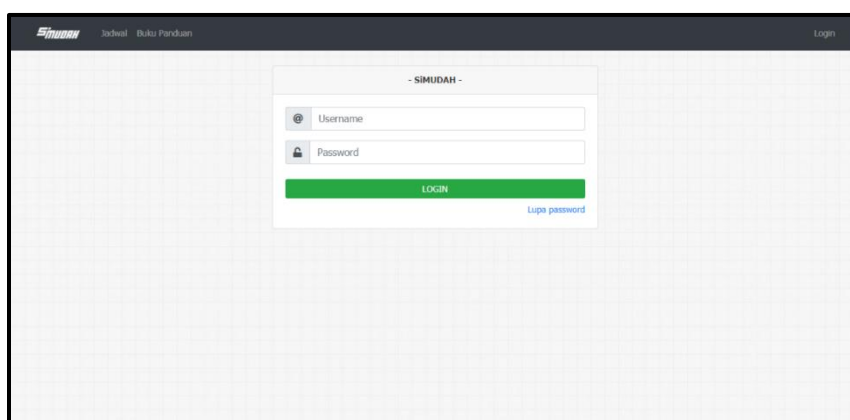 SiMUDAH Jadwal Buku Panduan Login
- SiMUDAH -
@ Username
Password
LOGIN
Lupa password